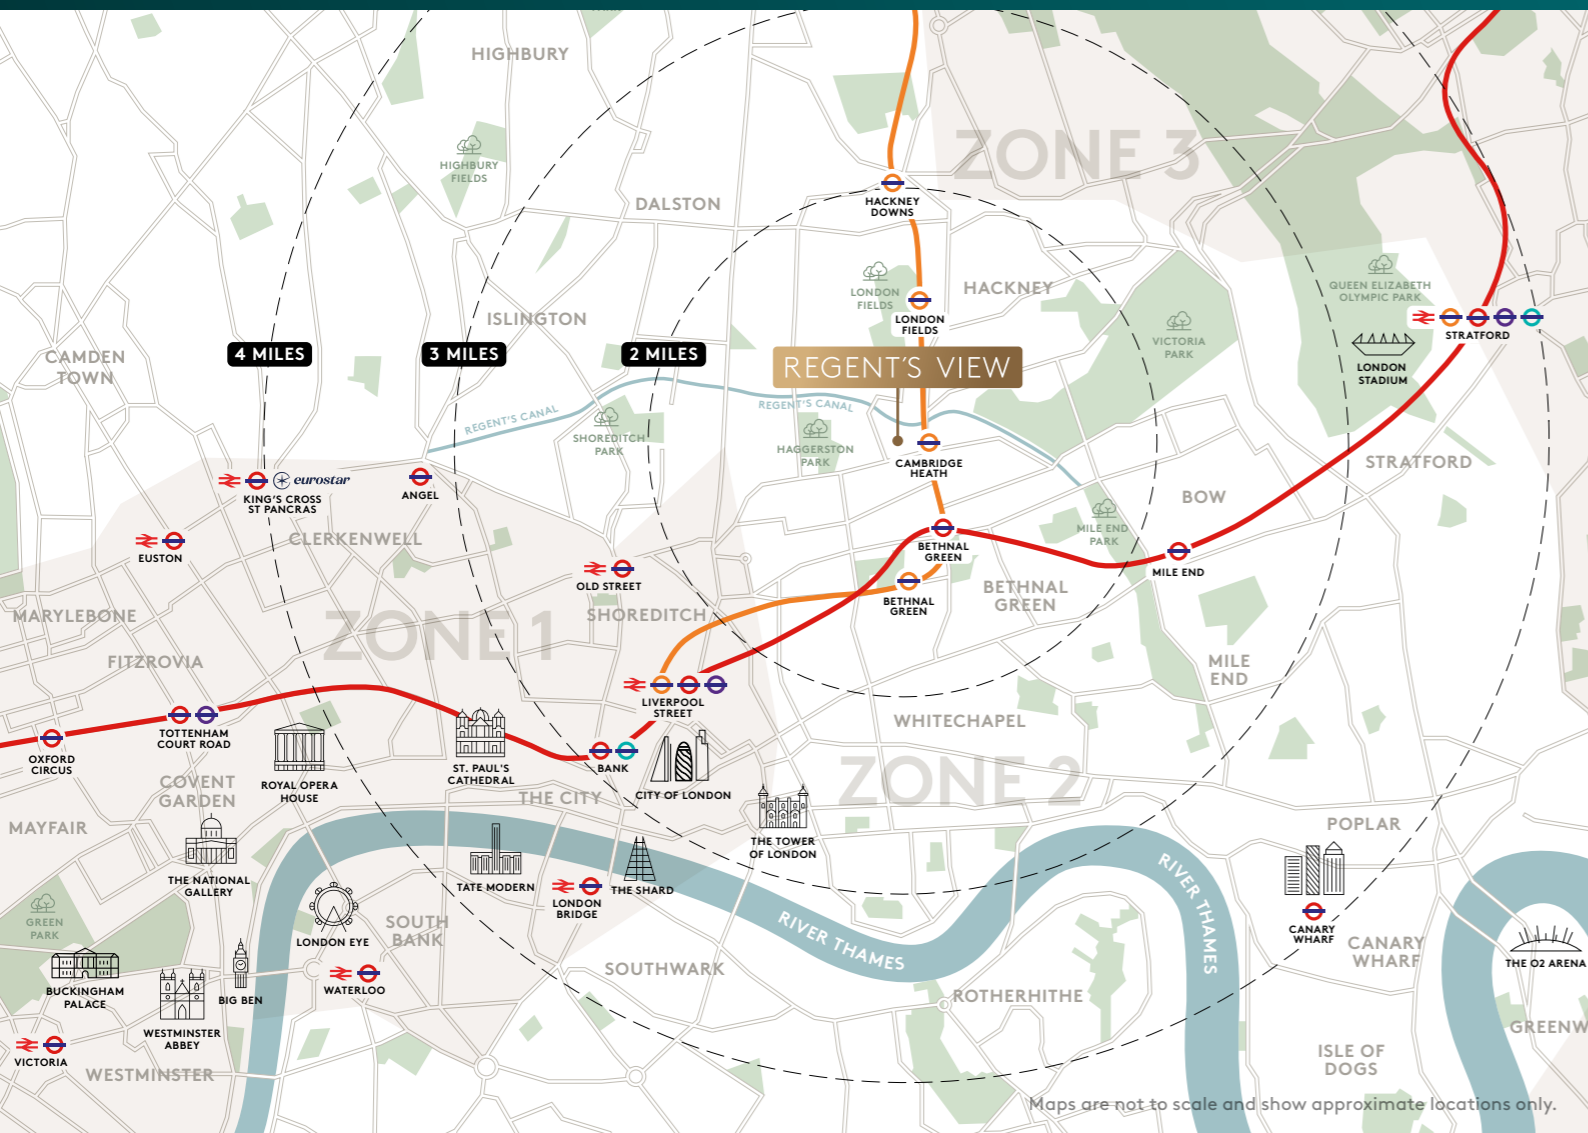 HIGHBURY
ZONE 3
HIGHBURY
FIELDS
DALSTON
HACKNEY
DOWNS
LONDON
FIELDS
HACKNEY
LONDON
FIELDS
QUEEN ELIZABETH
OLYMPIC PARK
ISLINGTON
VICTORIA
PARK
STRATFORD
LONDON
STADIUM
CAMDEN
TOWN
4 MILES
3 MILES
2 MILES
REGENT'S VIEW
REGENT'S CANAL
REGENT'S CANAL
SHOREDITCH
PARK
HAGGERSTON
PARK
CAMBRIDGE
HEATH
STRATFORD
eurostar
KING'S CROSS
ST PANCRAS
ANGEL
BOW
CLERKENWELL
EUSTON
MILE END
PARK
BETHNAL
GREEN
MILE END
OLD STREET
BETHNAL
GREEN
BETHNAL
GREEN
MARYLEBONE
ZONE 1
SHOREDITCH
FITZROVIA
MILE
END
LIVERPOOL
STREET
WHITECHAPEL
TOTTENHAM
COURT ROAD
OXFORD
CIRCUS
ST. PAUL'S
CATHEDRAL
BANK
ROYAL OPERA
HOUSE
COVENT
GARDEN
THE CITY
CITY OF LONDON
ZONE 2
MAYFAIR
THE TOWER
OF LONDON
POPLAR
THE NATIONAL
GALLERY
TATE MODERN
LONDON
BRIDGE
THE SHARD
RIVER THAMES
RIVER THAMES
GREEN
PARK
LONDON EYE
SOUTH
BANK
CANARY
WHARF
CANARY
WHARF
THE O2 ARENA
BUCKINGHAM
PALACE
BIG BEN
WATERLOO
SOUTHWARK
ROTHERHITHE
WESTMINSTER
ABBEY
GREENW
VICTORIA
WESTMINSTER
ISLE OF
DOGS
Maps are not to scale and show approximate locations only.